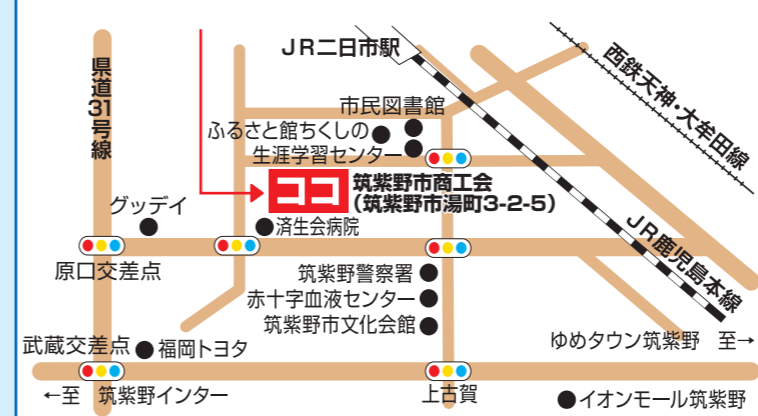 JR二日市駅
西鉄天神・大牟田線
県道31号線
市民図書館
ふるさと館ちくしの
生涯学習センター
ココ
筑紫野市商工会
(筑紫野市湯町3-2-5)
グッデイ
済生会病院
JR鹿児島本線
原口交差点
筑紫野警察署
赤十字血液センター
筑紫野市文化会館
武蔵交差点
福岡トヨタ
ゆめタウン筑紫野 至→
←至 筑紫野インター
上古賀
イオンモール筑紫野